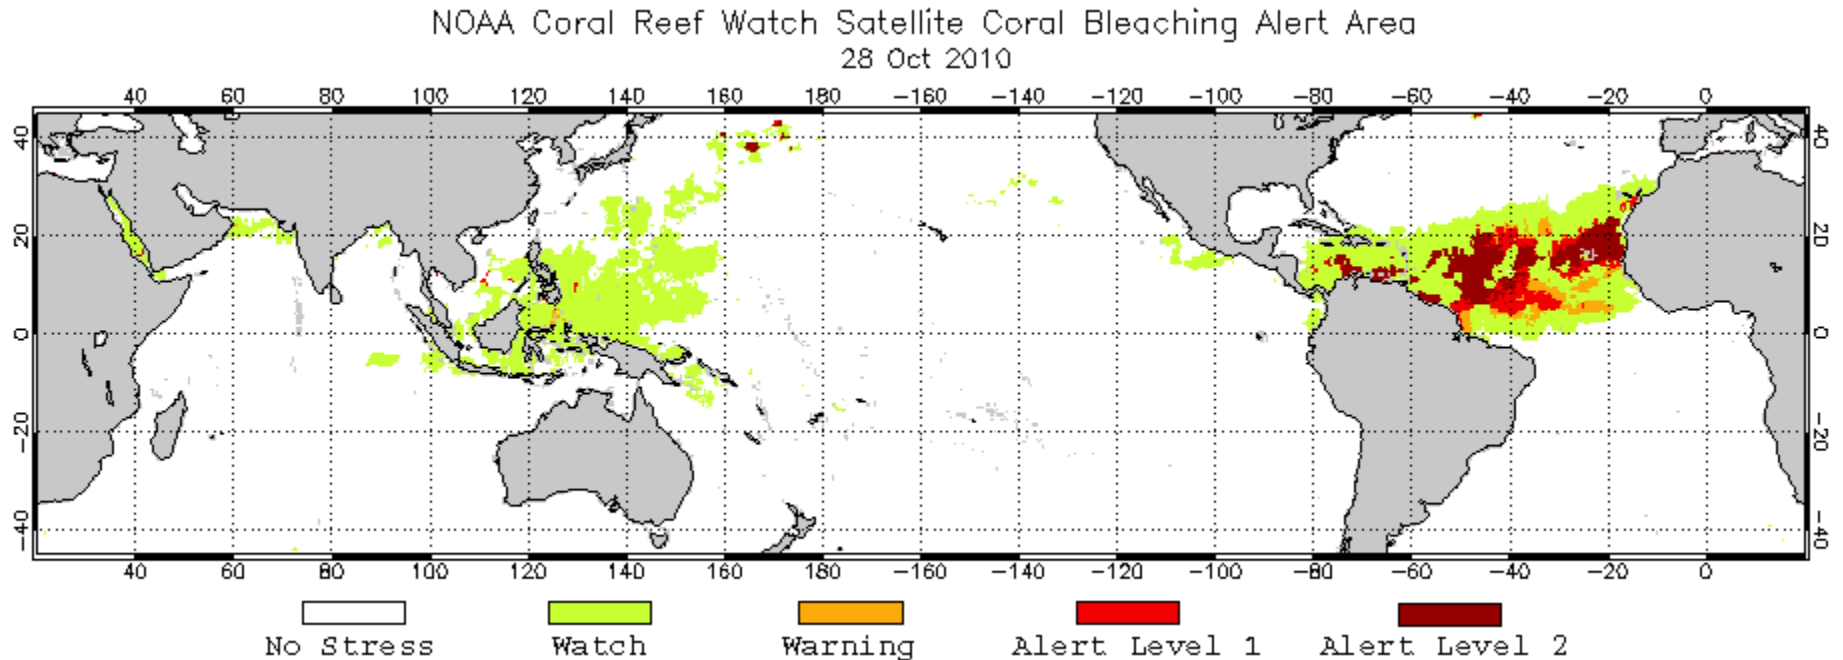 NOAA Coral Reef Watch Satellite Coral Bleaching Alert Area
28 Oct 2010
40 60 80 100 120 140 160 180 -160 -140 -120 -100 -80 -60 -40 -20 0
40 40
20 20
0 0
-20 -20
-40 -40
40 60 80 100 120 140 160 180 -160 -140 -120 -100 -80 -60 -40 -20 0
No Stress Watch Warning Alert Level 1 Alert Level 2